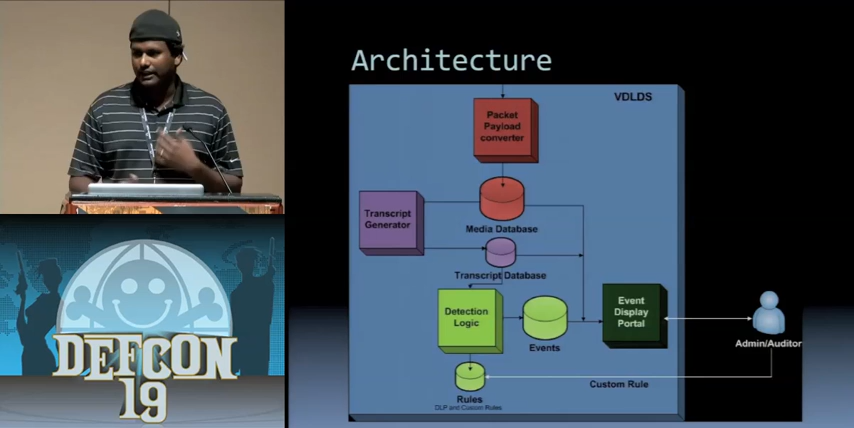 Architecture
VDLDS
Packet
Payload
converter
Transcript
Generator
Media Database
Transcript Database
Detection
Logic
Events
Event
Display
Portal
Admin/Auditor
Custom Rule
Rules
DLP and Custom Rules
DEFCON
19